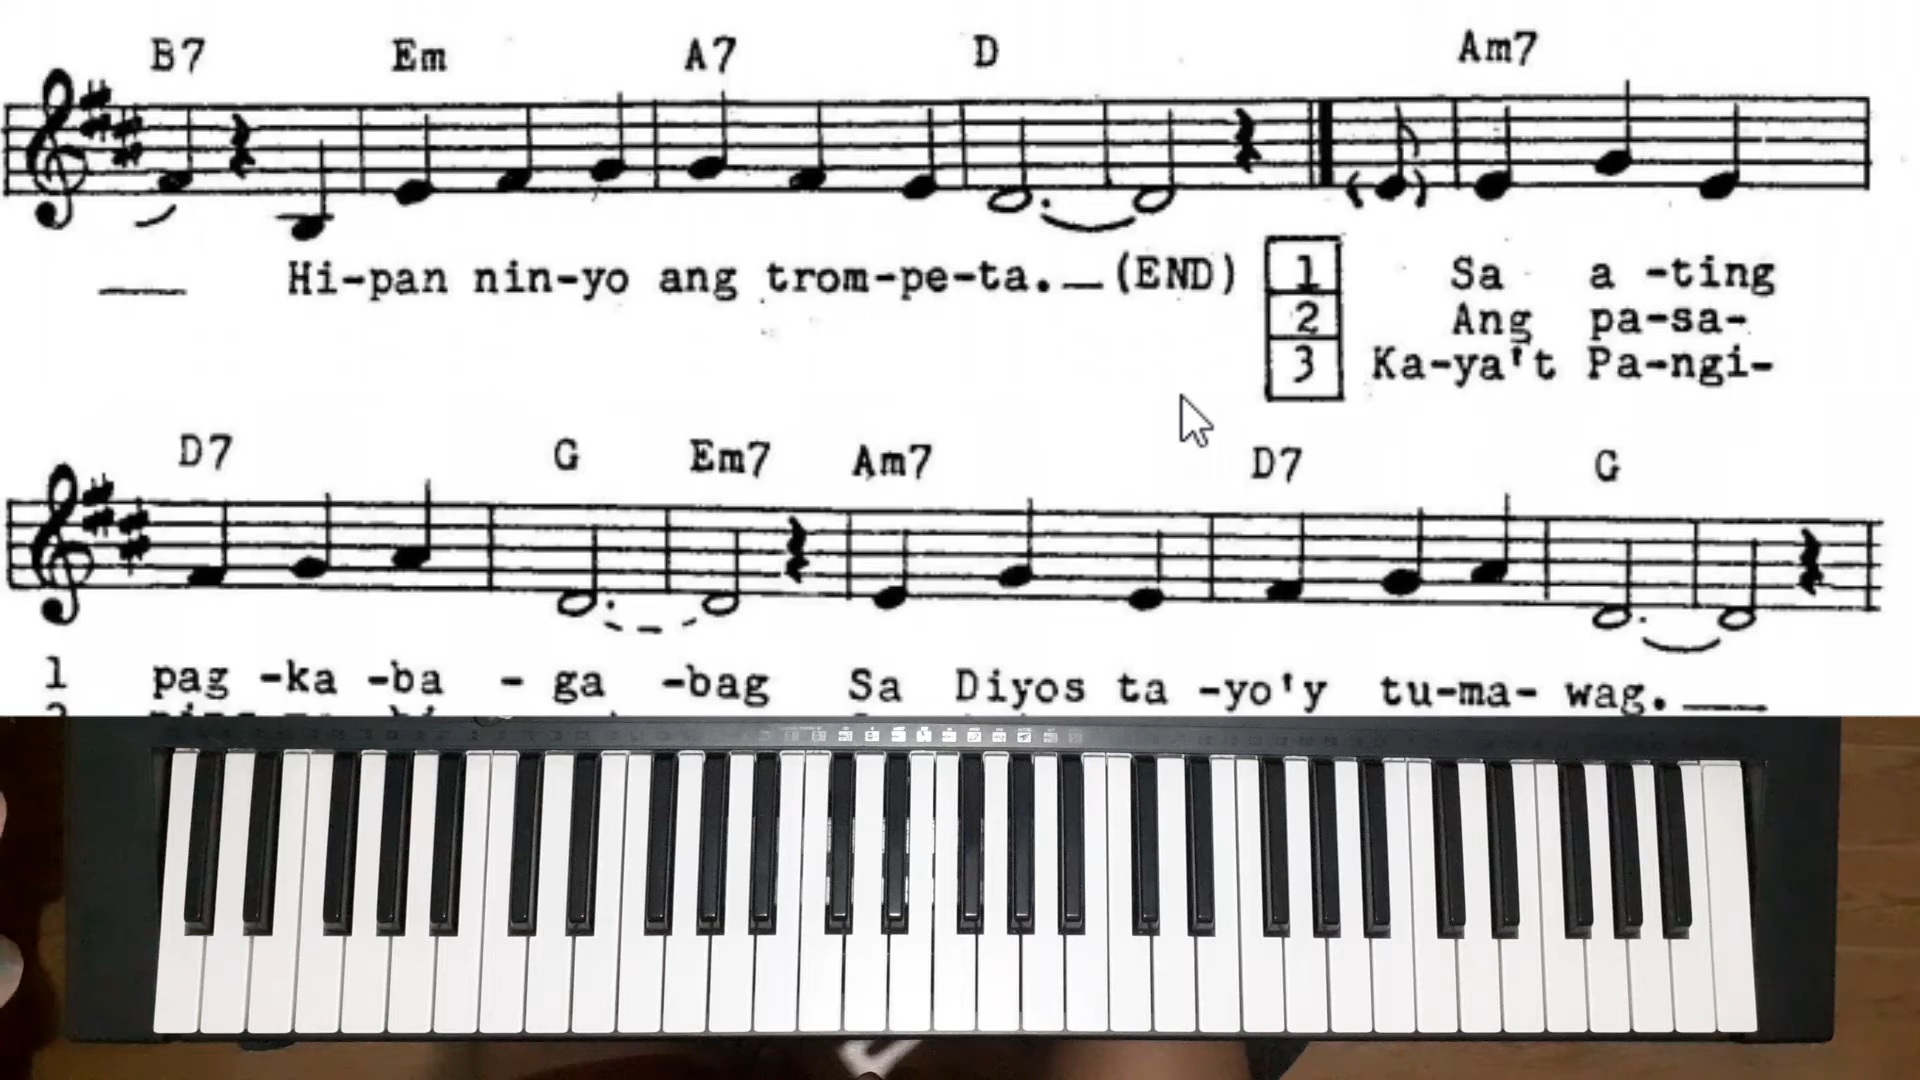 B7 Em A7 D Am7
Hi-pan nin-yo ang trom-pe-ta.—(END) 1 Sa a -ting
2 Ang pa-sa-
3 Ka-ya't Pa-ngi-
D7 G Em7 Am7 D7 G
1 pag -ka -ba - ga -bag Sa Diyos ta -yo'y tu-ma- wag.